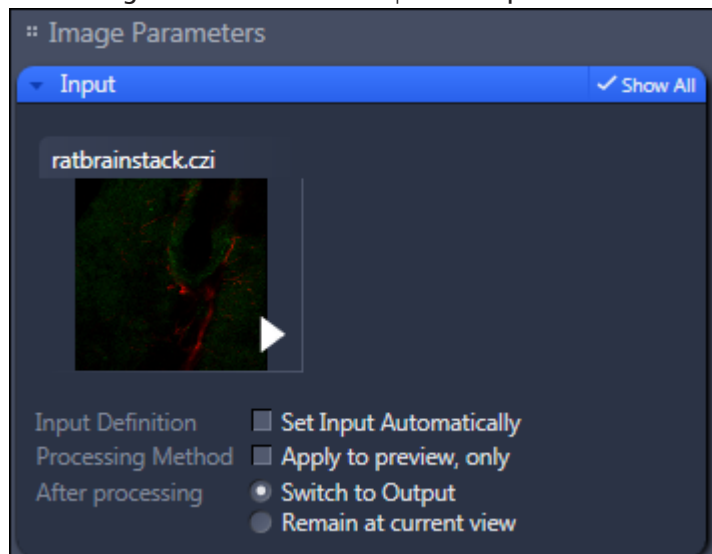 Image Parameters
Input
Show All
ratbrainstack.czi
Input Definition Set Input Automatically
Processing Method Apply to preview, only
After processing Switch to Output
Remain at current view